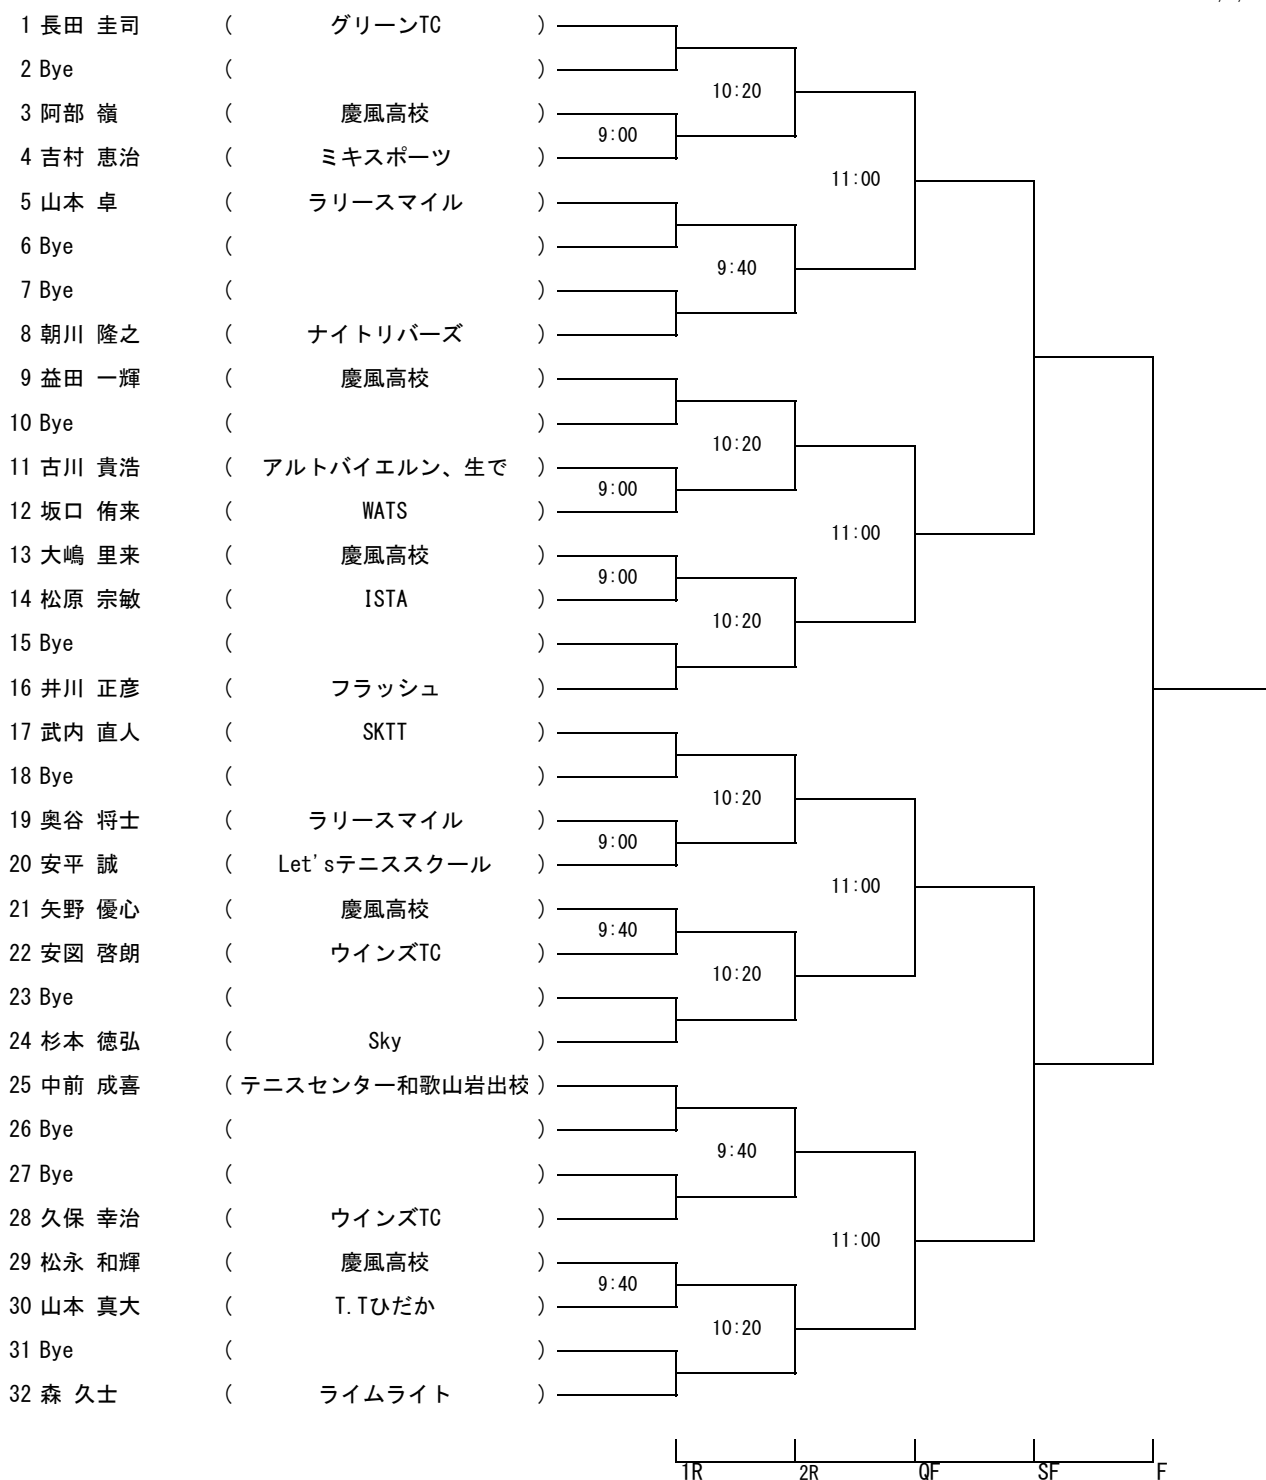 1 長田 圭司 ( グリーンTC )
2 Bye ( )
10:20
3 阿部 嶺 ( 慶風高校 )
9:00
4 吉村 恵治 ( ミキスポーツ )
11:00
5 山本 卓 ( ラリースマイル )
6 Bye ( )
9:40
7 Bye ( )
8 朝川 隆之 ( ナイトリバーズ )
9 益田 一輝 ( 慶風高校 )
10 Bye ( )
10:20
11 古川 貴浩 ( アルトバイエルン、生で )
9:00
12 坂口 侑来 ( WATS )
11:00
13 大嶋 里来 ( 慶風高校 )
9:00
14 松原 宗敏 ( ISTA )
10:20
15 Bye ( )
16 井川 正彦 ( フラッシュ )
17 武内 直人 ( SKTT )
18 Bye ( )
10:20
19 奥谷 将士 ( ラリースマイル )
9:00
20 安平 誠 ( Let'sテニススクール )
11:00
21 矢野 優心 ( 慶風高校 )
9:40
22 安図 啓朗 ( ウインズTC )
10:20
23 Bye ( )
24 杉本 徳弘 ( Sky )
25 中前 成喜 ( テニスセンター和歌山岩出校 )
26 Bye ( )
9:40
27 Bye ( )
28 久保 幸治 ( ウインズTC )
11:00
29 松永 和輝 ( 慶風高校 )
9:40
30 山本 真大 ( T.Tひだか )
10:20
31 Bye ( )
32 森 久士 ( ライムライト )
1R 2R QF SF F